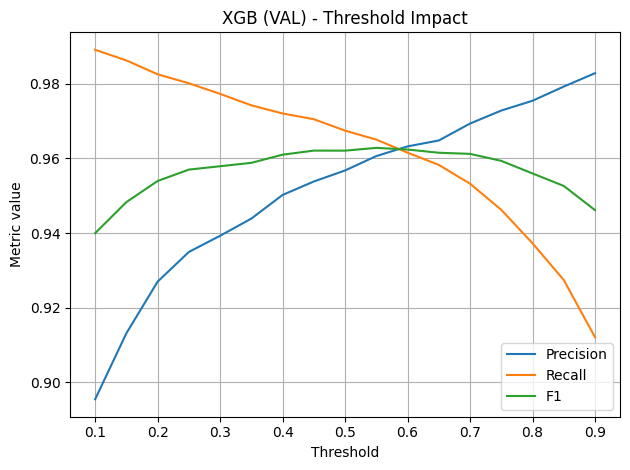 XGB (VAL) - Threshold Impact
Metric value
0.98
0.96
0.94
0.92
0.90
0.1 0.2 0.3 0.4 0.5 0.6 0.7 0.8 0.9
Threshold
Precision
Recall
F1